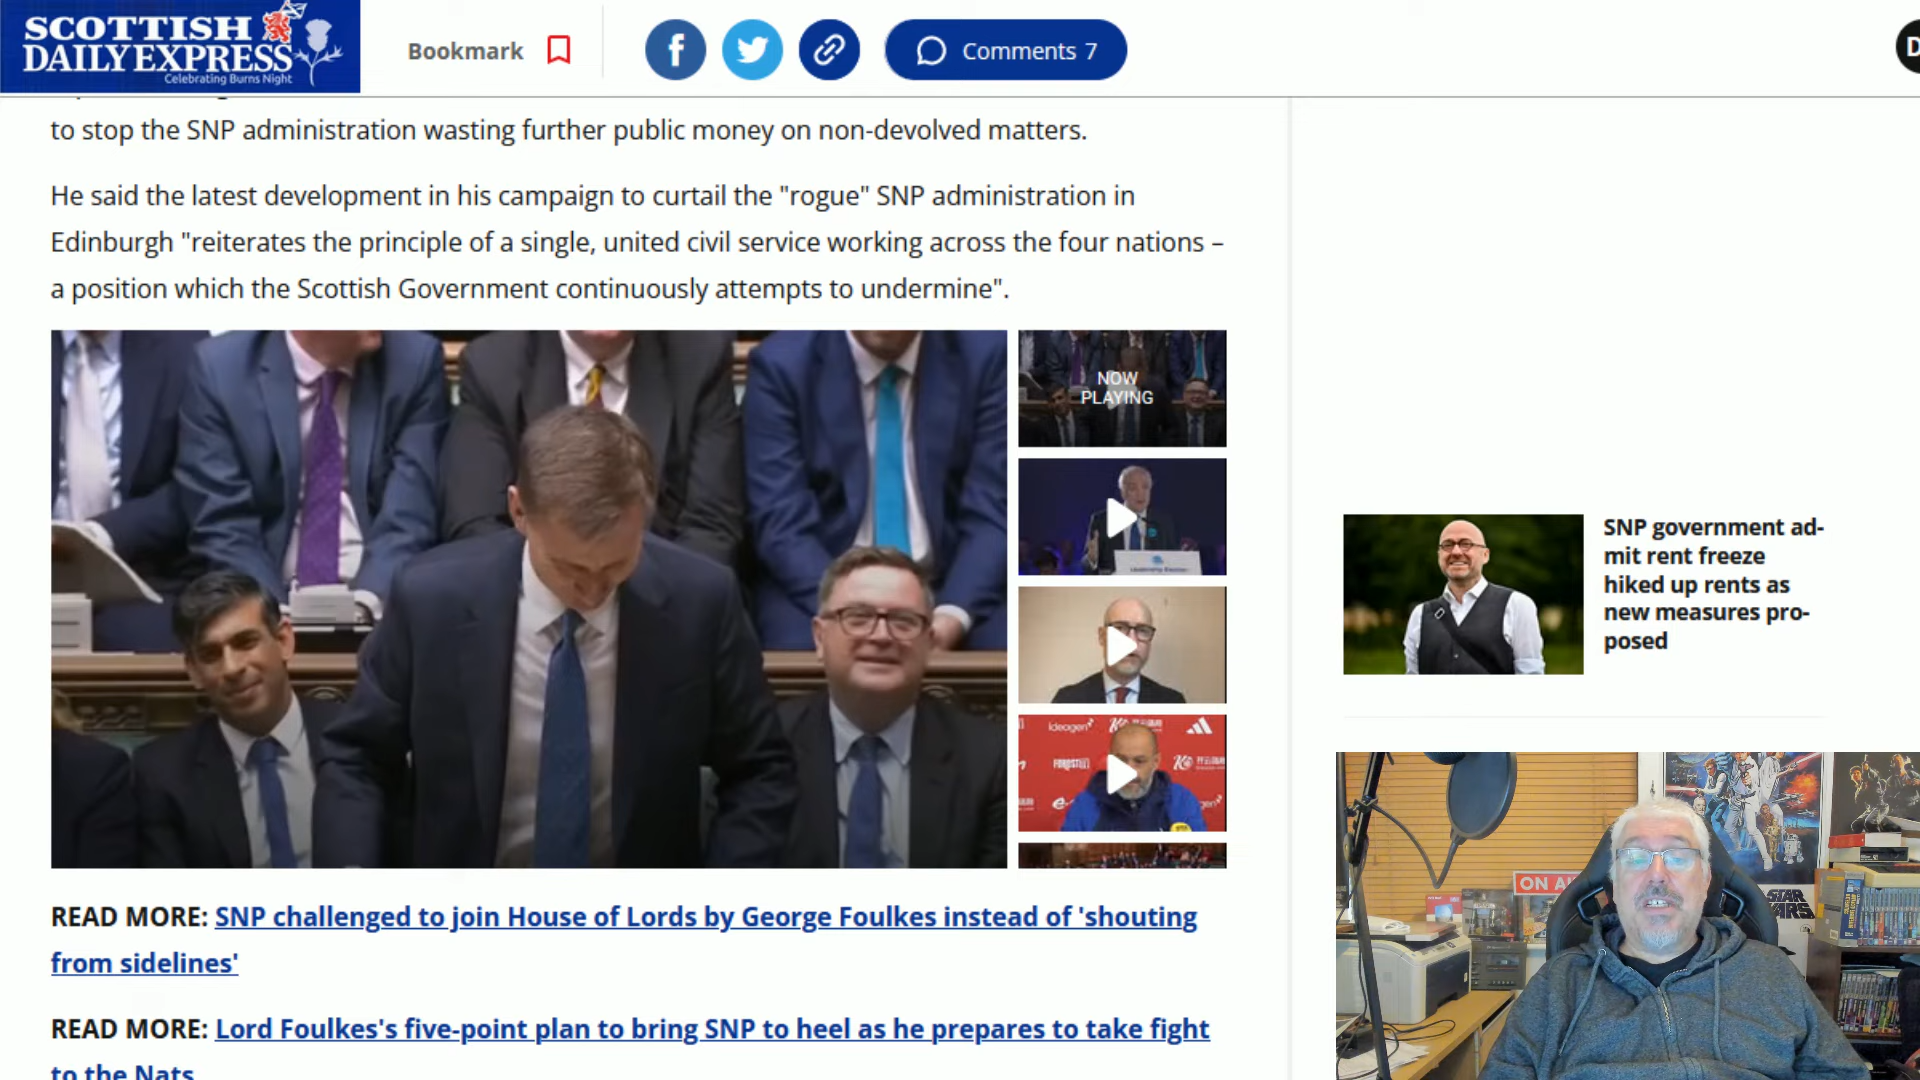 SCOTTISH
DAILY EXPRESS
Celebrating Burns Night
Bookmark
Comments 7
D
to stop the SNP administration wasting further public money on non-devolved matters.
He said the latest development in his campaign to curtail the "rogue" SNP administration in
Edinburgh "reiterates the principle of a single, united civil service working across the four nations –
a position which the Scottish Government continuously attempts to undermine".
NOW
PLAYING
ideagen
SNP government ad-
mit rent freeze
hiked up rents as
new measures pro-
posed
ON AI
STAR
WARS
READ MORE: SNP challenged to join House of Lords by George Foulkes instead of 'shouting
from sidelines'
READ MORE: Lord Foulkes's five-point plan to bring SNP to heel as he prepares to take fight
to the Nats